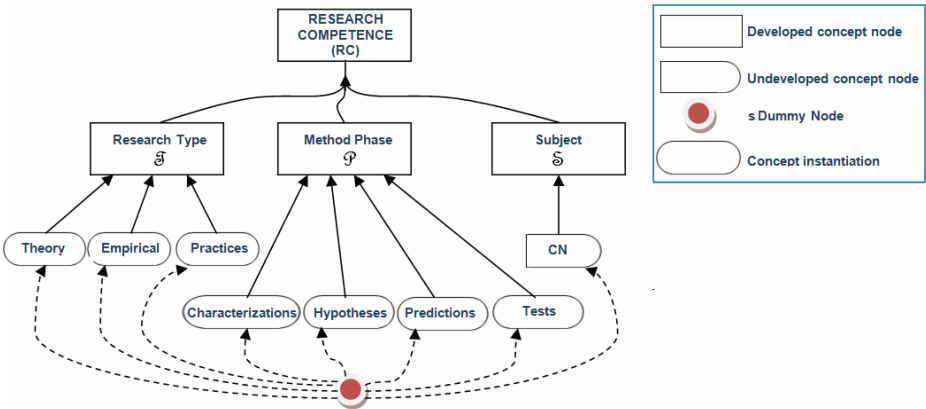 RESEARCH
COMPETENCE
(RC)
Developed concept node
Undeveloped concept node
s Dummy Node
Concept instantiation
Research Type
𝒯
Method Phase
𝒫
Subject
𝒮
Theory
Empirical
Practices
CN
Characterizations
Hypotheses
Predictions
Tests